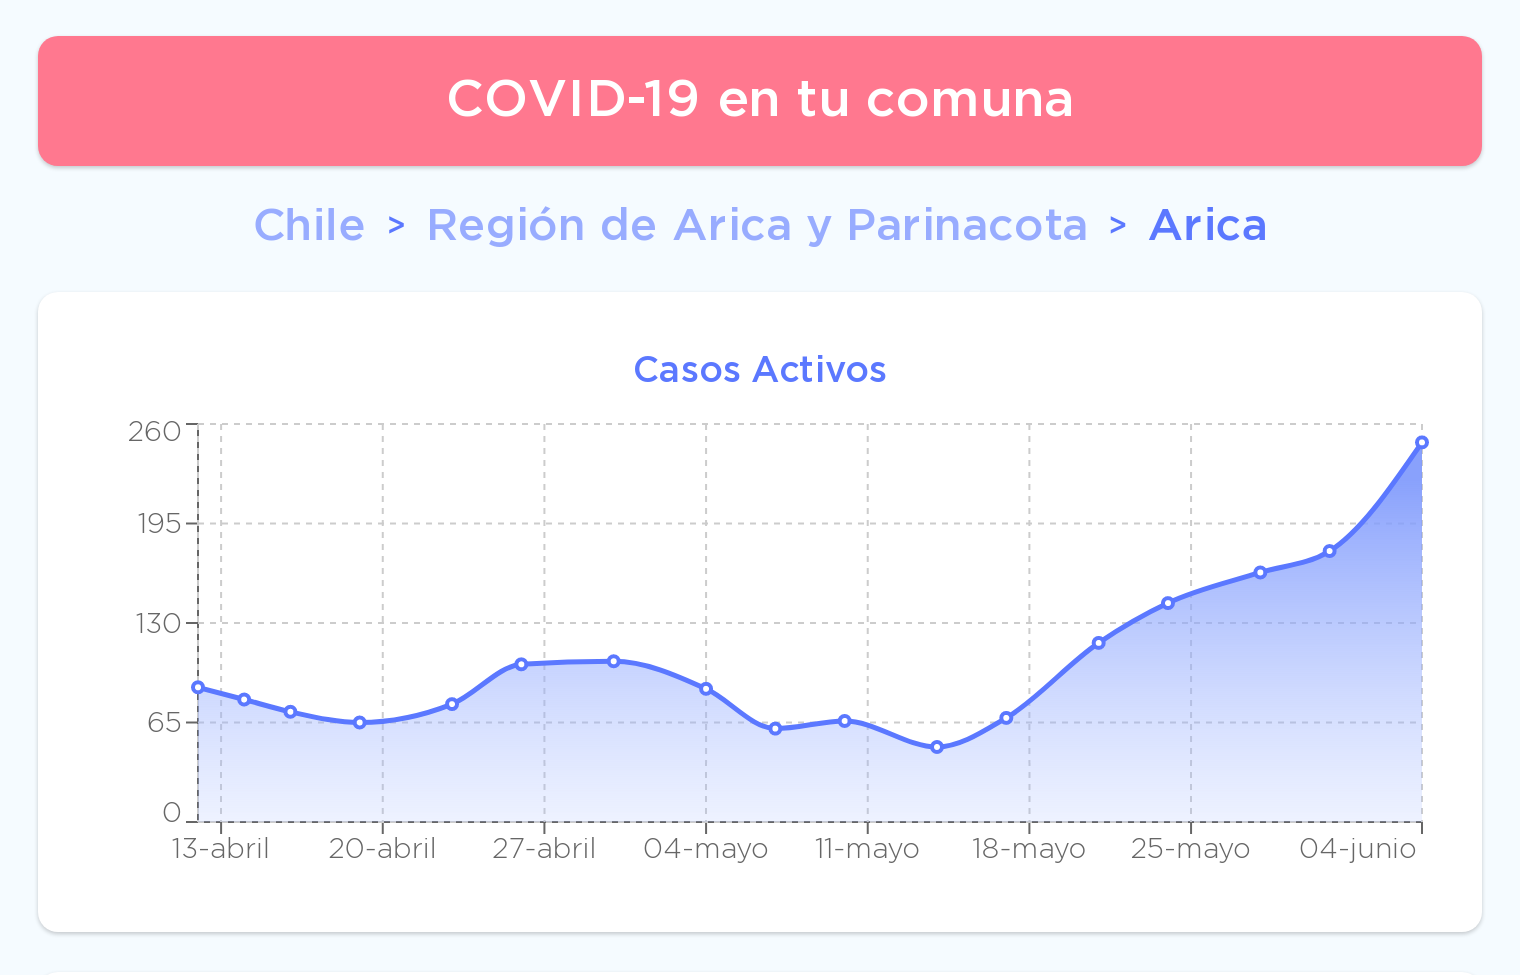 COVID-19 en tu comuna
Chile > Región de Arica y Parinacota > Arica
Casos Activos
260
195
130
65
0
13-abril 20-abril 27-abril 04-mayo 11-mayo 18-mayo 25-mayo 04-junio